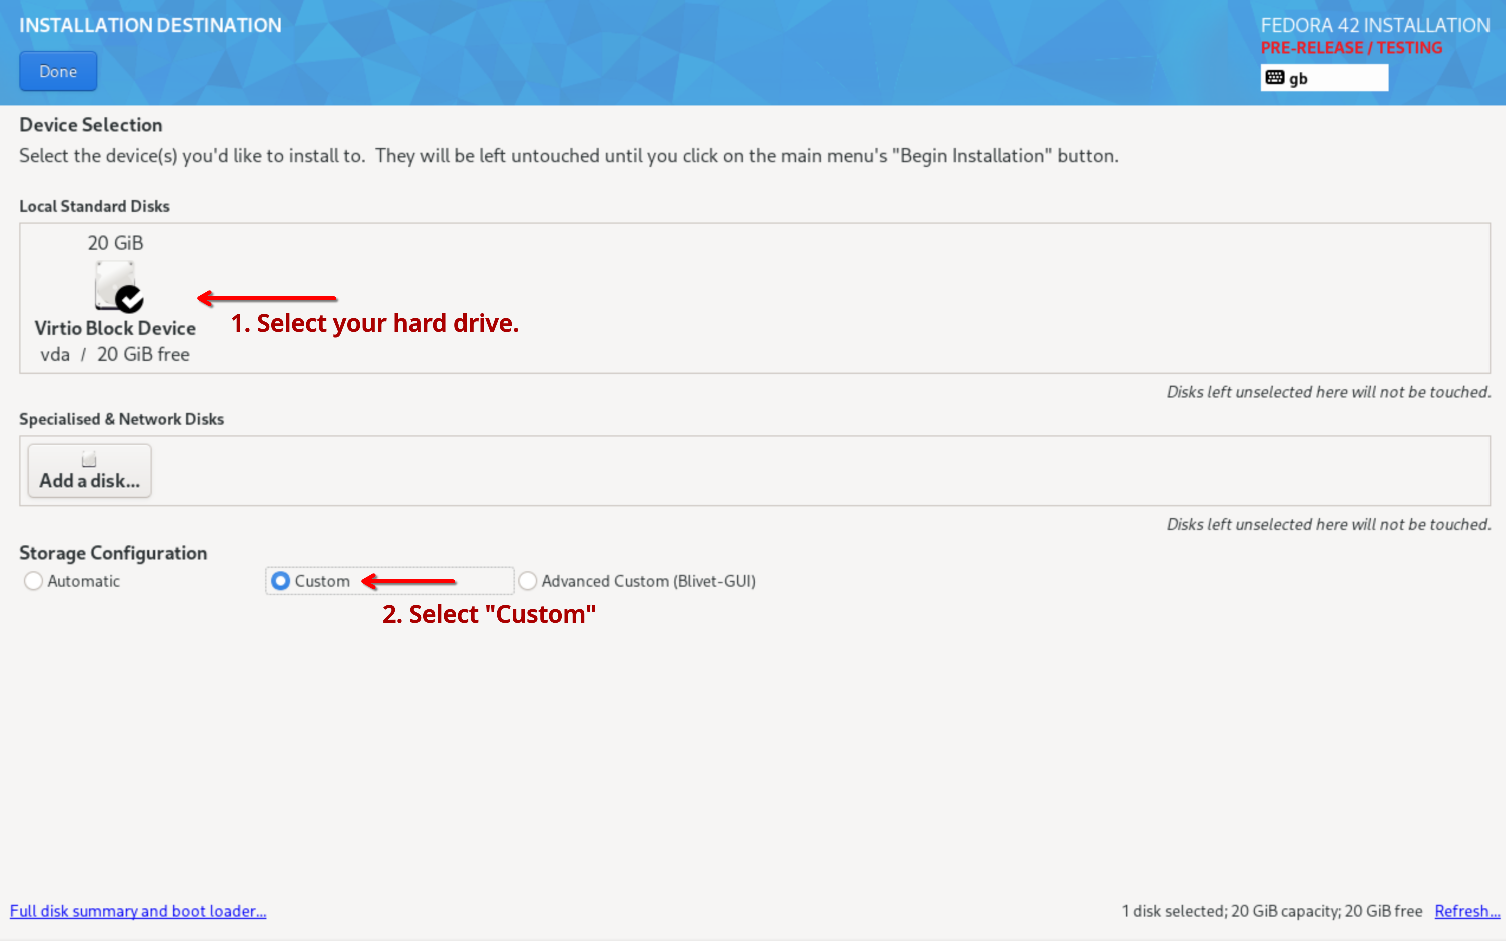 INSTALLATION DESTINATION
FEDORA 42 INSTALLATION
PRE-RELEASE / TESTING
Done
gb
Device Selection
Select the device(s) you'd like to install to.  They will be left untouched until you click on the main menu's "Begin Installation" button.
Local Standard Disks
20 GiB
Virtio Block Device
vda / 20 GiB free
1. Select your hard drive.
Disks left unselected here will not be touched.
Specialised & Network Disks
Add a disk...
Disks left unselected here will not be touched.
Storage Configuration
Automatic
Custom
Advanced Custom (Blivet-GUI)
2. Select "Custom"
Full disk summary and boot loader...
1 disk selected; 20 GiB capacity; 20 GiB free
Refresh...